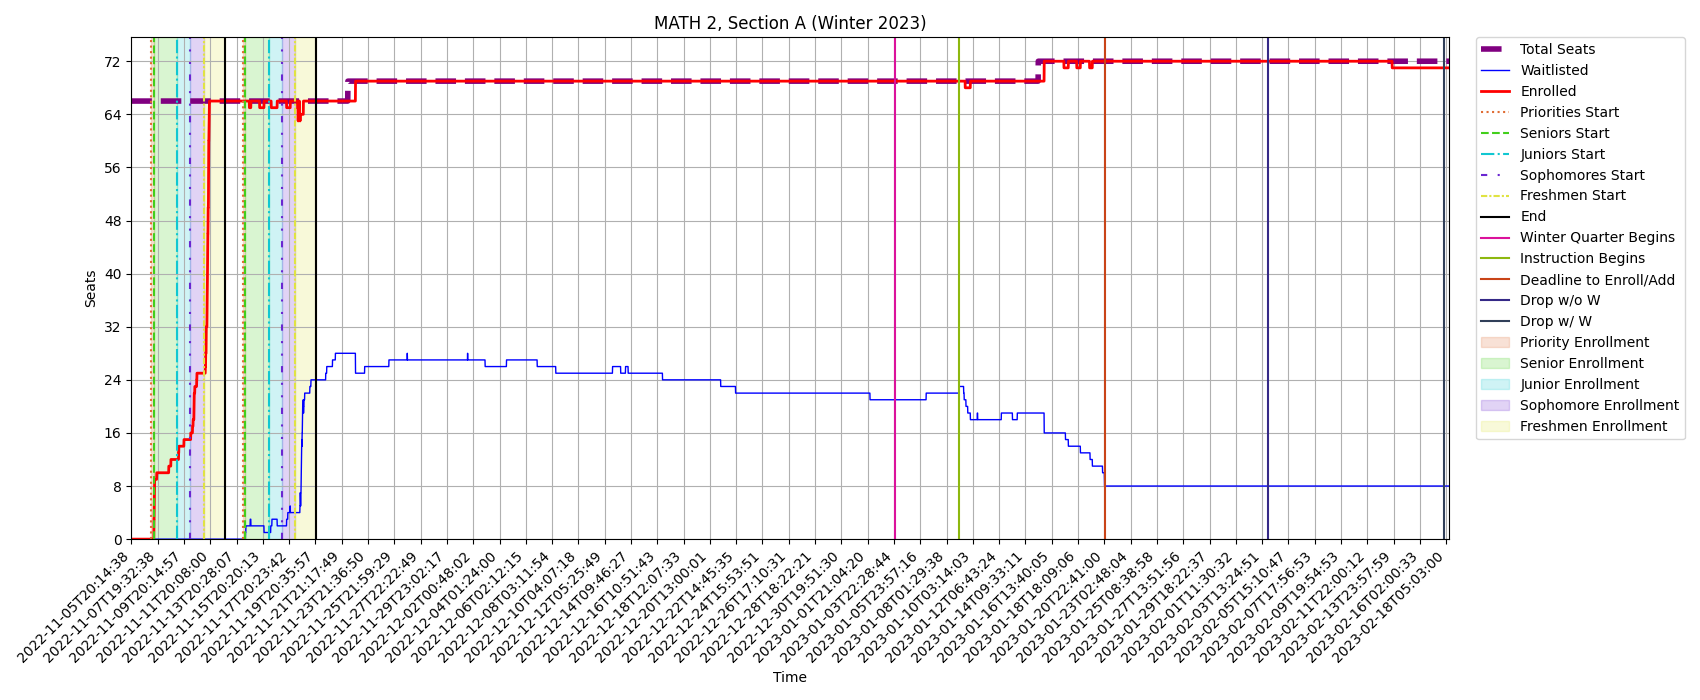 MATH 2, Section A (Winter 2023)
Seats
72
64
56
48
40
32
24
16
8
0
2022-11-05T20:14:38
2022-11-07T19:32:38
2022-11-09T20:14:57
2022-11-11T20:08:00
2022-11-13T20:28:07
2022-11-15T20:20:13
2022-11-17T20:23:42
2022-11-19T20:35:57
2022-11-21T21:17:49
2022-11-23T21:36:50
2022-11-25T21:59:29
2022-11-27T22:22:49
2022-11-29T23:02:17
2022-12-02T00:48:02
2022-12-04T01:24:00
2022-12-06T02:12:15
2022-12-08T03:11:54
2022-12-10T04:07:18
2022-12-12T05:25:49
2022-12-14T09:46:27
2022-12-16T10:51:43
2022-12-18T12:07:33
2022-12-20T13:00:01
2022-12-22T14:45:35
2022-12-24T15:53:51
2022-12-26T17:10:31
2022-12-28T18:22:21
2022-12-30T19:51:30
2023-01-01T21:04:20
2023-01-03T22:28:44
2023-01-05T23:57:16
2023-01-08T01:29:38
2023-01-10T03:14:03
2023-01-12T06:43:24
2023-01-14T09:33:11
2023-01-16T13:40:05
2023-01-18T18:09:06
2023-01-20T22:41:00
2023-01-23T02:48:04
2023-01-25T08:38:58
2023-01-27T13:51:56
2023-01-29T18:22:37
2023-02-01T11:30:32
2023-02-03T13:24:51
2023-02-05T15:10:47
2023-02-07T17:56:53
2023-02-09T19:54:53
2023-02-11T22:00:12
2023-02-13T23:57:59
2023-02-16T02:00:33
2023-02-18T05:03:00
Time
Total Seats
Waitlisted
Enrolled
Priorities Start
Seniors Start
Juniors Start
Sophomores Start
Freshmen Start
End
Winter Quarter Begins
Instruction Begins
Deadline to Enroll/Add
Drop w/o W
Drop w/ W
Priority Enrollment
Senior Enrollment
Junior Enrollment
Sophomore Enrollment
Freshmen Enrollment